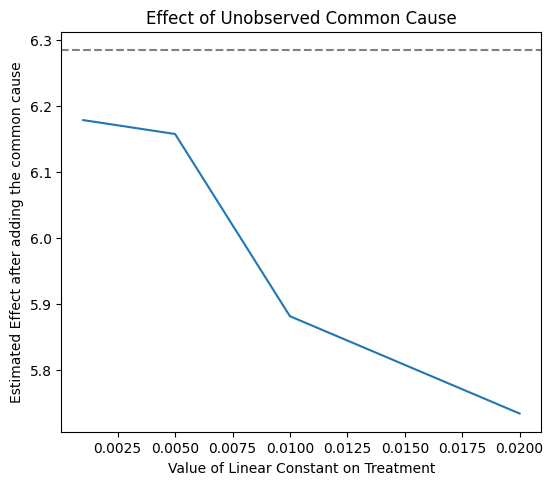 Effect of Unobserved Common Cause
Estimated Effect after adding the common cause
6.3
6.2
6.1
6.0
5.9
5.8
0.0025 0.0050 0.0075 0.0100 0.0125 0.0150 0.0175 0.0200
Value of Linear Constant on Treatment